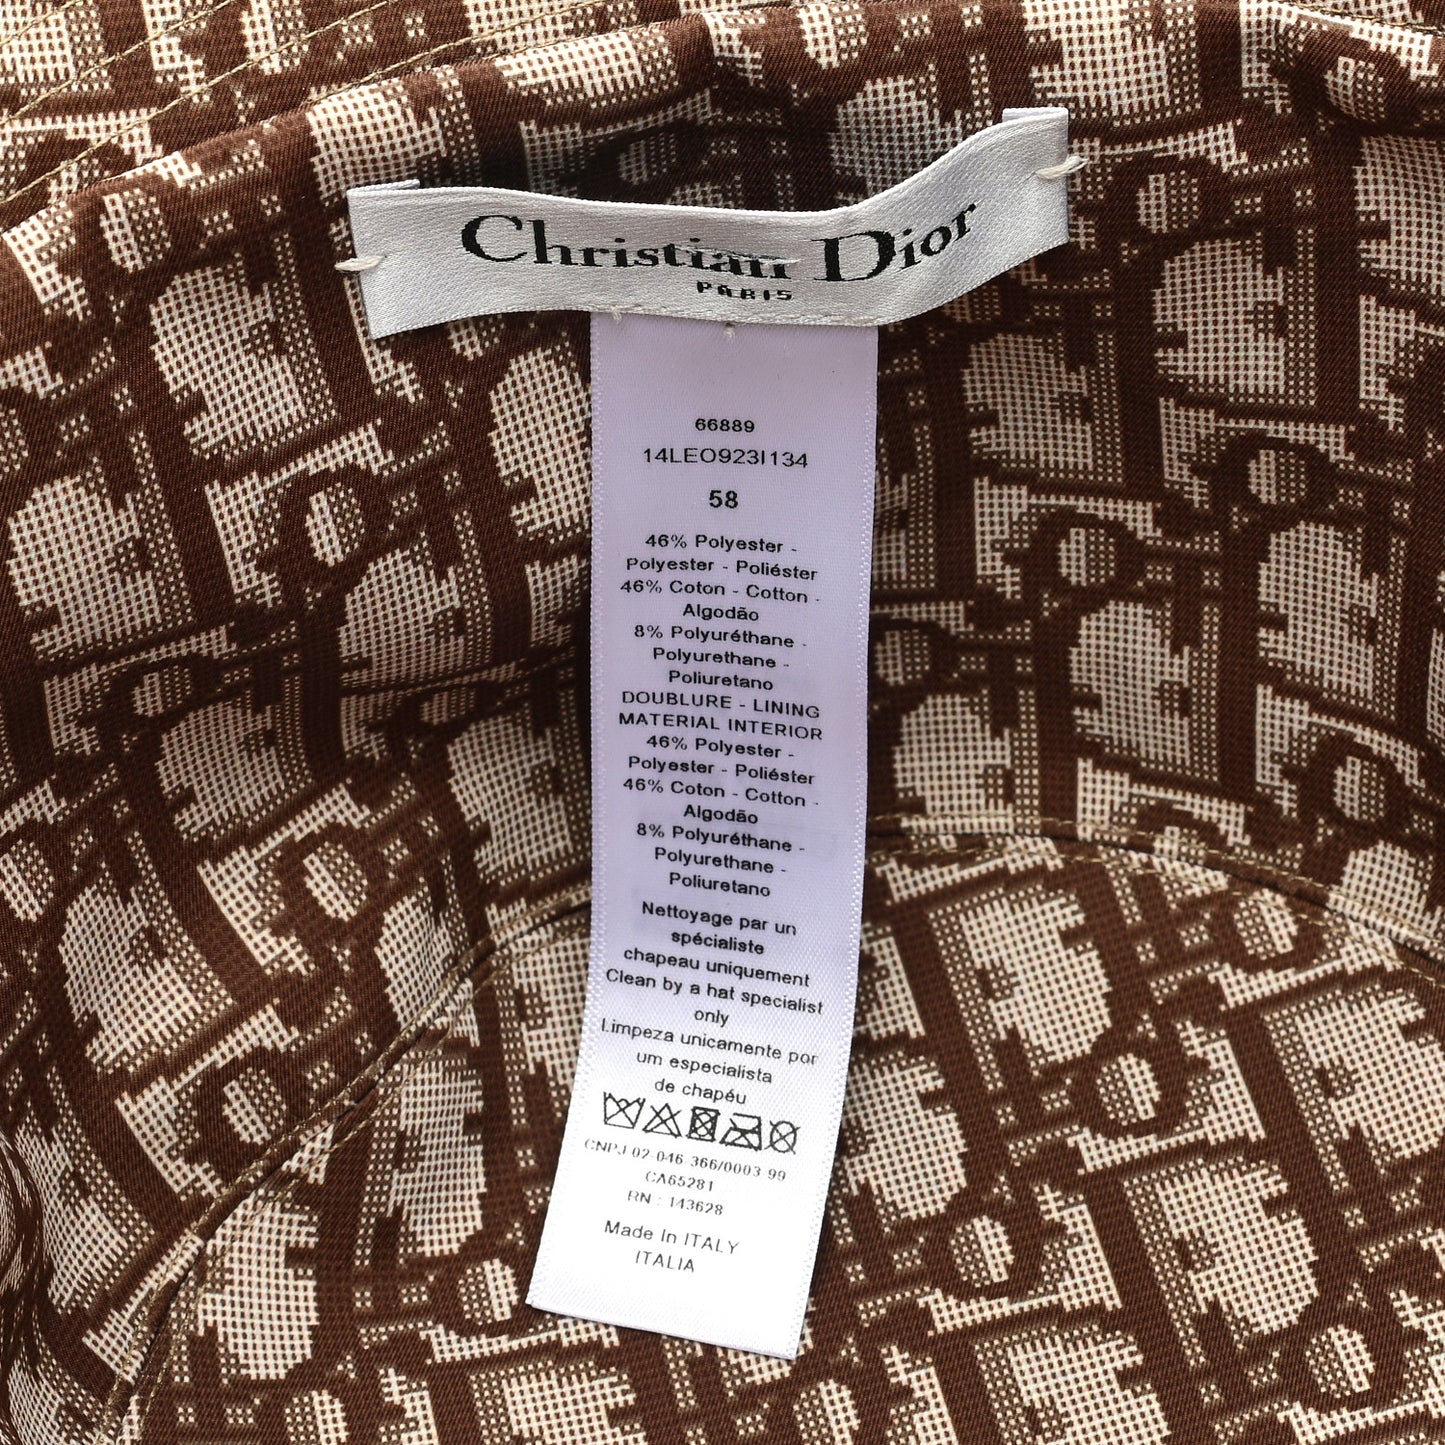 Christian Dior
PARIS
66889
14LEO923I134
58
46% Polyester -
Polyester - Poliéster
46% Coton - Cotton -
Algodão
8% Polyuréthane -
Polyurethane -
Poliuretano
DOUBLURE - LINING
MATERIAL INTERIOR
46% Polyester -
Polyester - Poliéster
46% Coton - Cotton -
Algodão
8% Polyuréthane -
Polyurethane -
Poliuretano
Nettoyage par un
spécialiste
chapeau uniquement
Clean by a hat specialist
only
Limpeza unicamente por
um especialista
de chapéu
CNPJ 02-046 366/0003-99
CA65281
RN : 143628
Made In ITALY
ITALIA